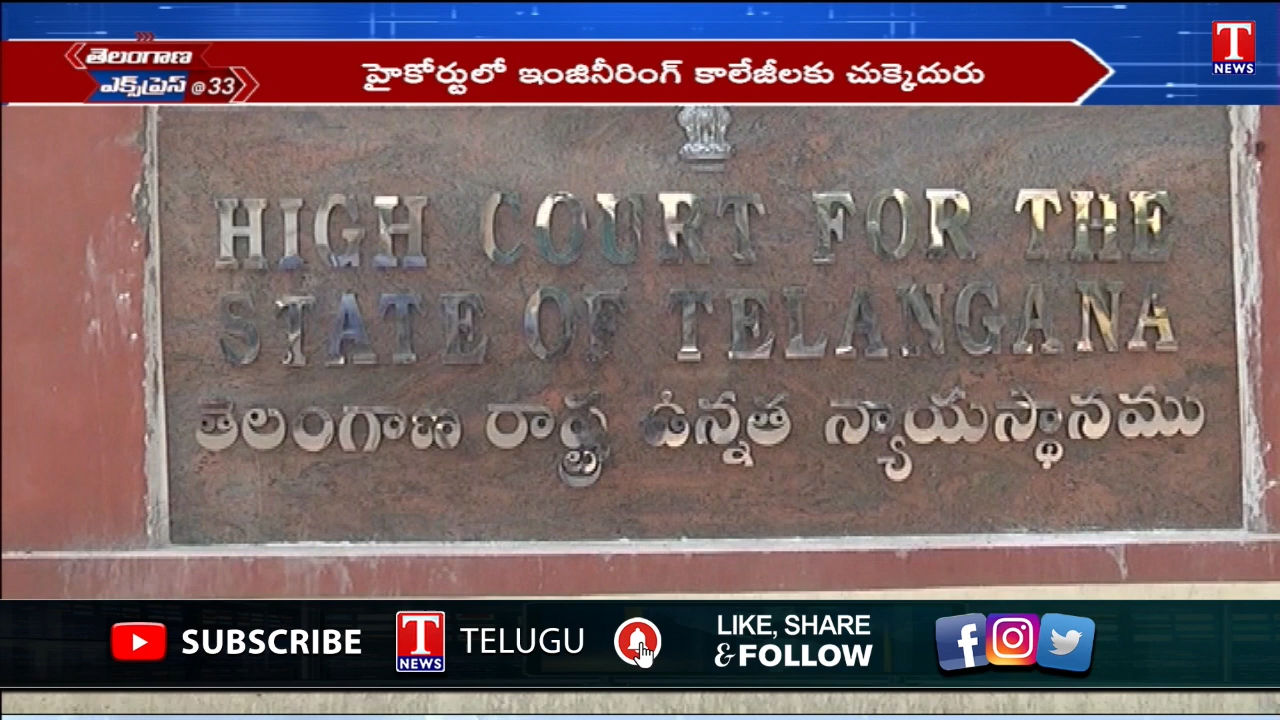 తెలంగాణ
ఎక్స్‌ప్రెస్ @ 33
హైకోర్టులో ఇంజినీరింగ్ కాలేజీలకు చుక్కెదురు
T
NEWS
HIGH COURT FOR THE
STATE OF TELANGANA
తెలంగాణ రాష్ట్ర ఉన్నత న్యాయస్థానము
SUBSCRIBE
T
NEWS
TELUGU
LIKE, SHARE
& FOLLOW